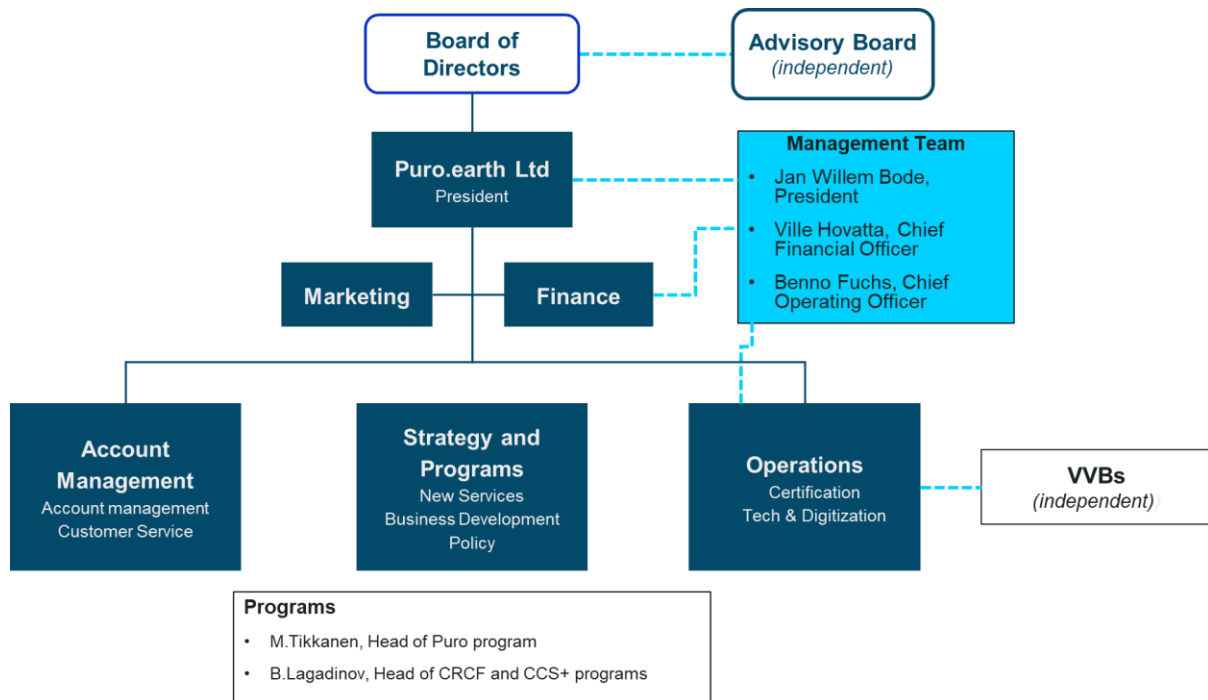 Board of
Directors
Advisory Board
(independent)
Puro.earth Ltd
President
Management Team
• Jan Willem Bode,
President
• Ville Hovatta, Chief
Financial Officer
• Benno Fuchs, Chief
Operating Officer
Marketing
Finance
Account
Management
Account management
Customer Service
Strategy and
Programs
New Services
Business Development
Policy
Operations
Certification
Tech & Digitization
VVBs
(independent)
Programs
• M.Tikkanen, Head of Puro program
• B.Lagadinov, Head of CRCF and CCS+ programs